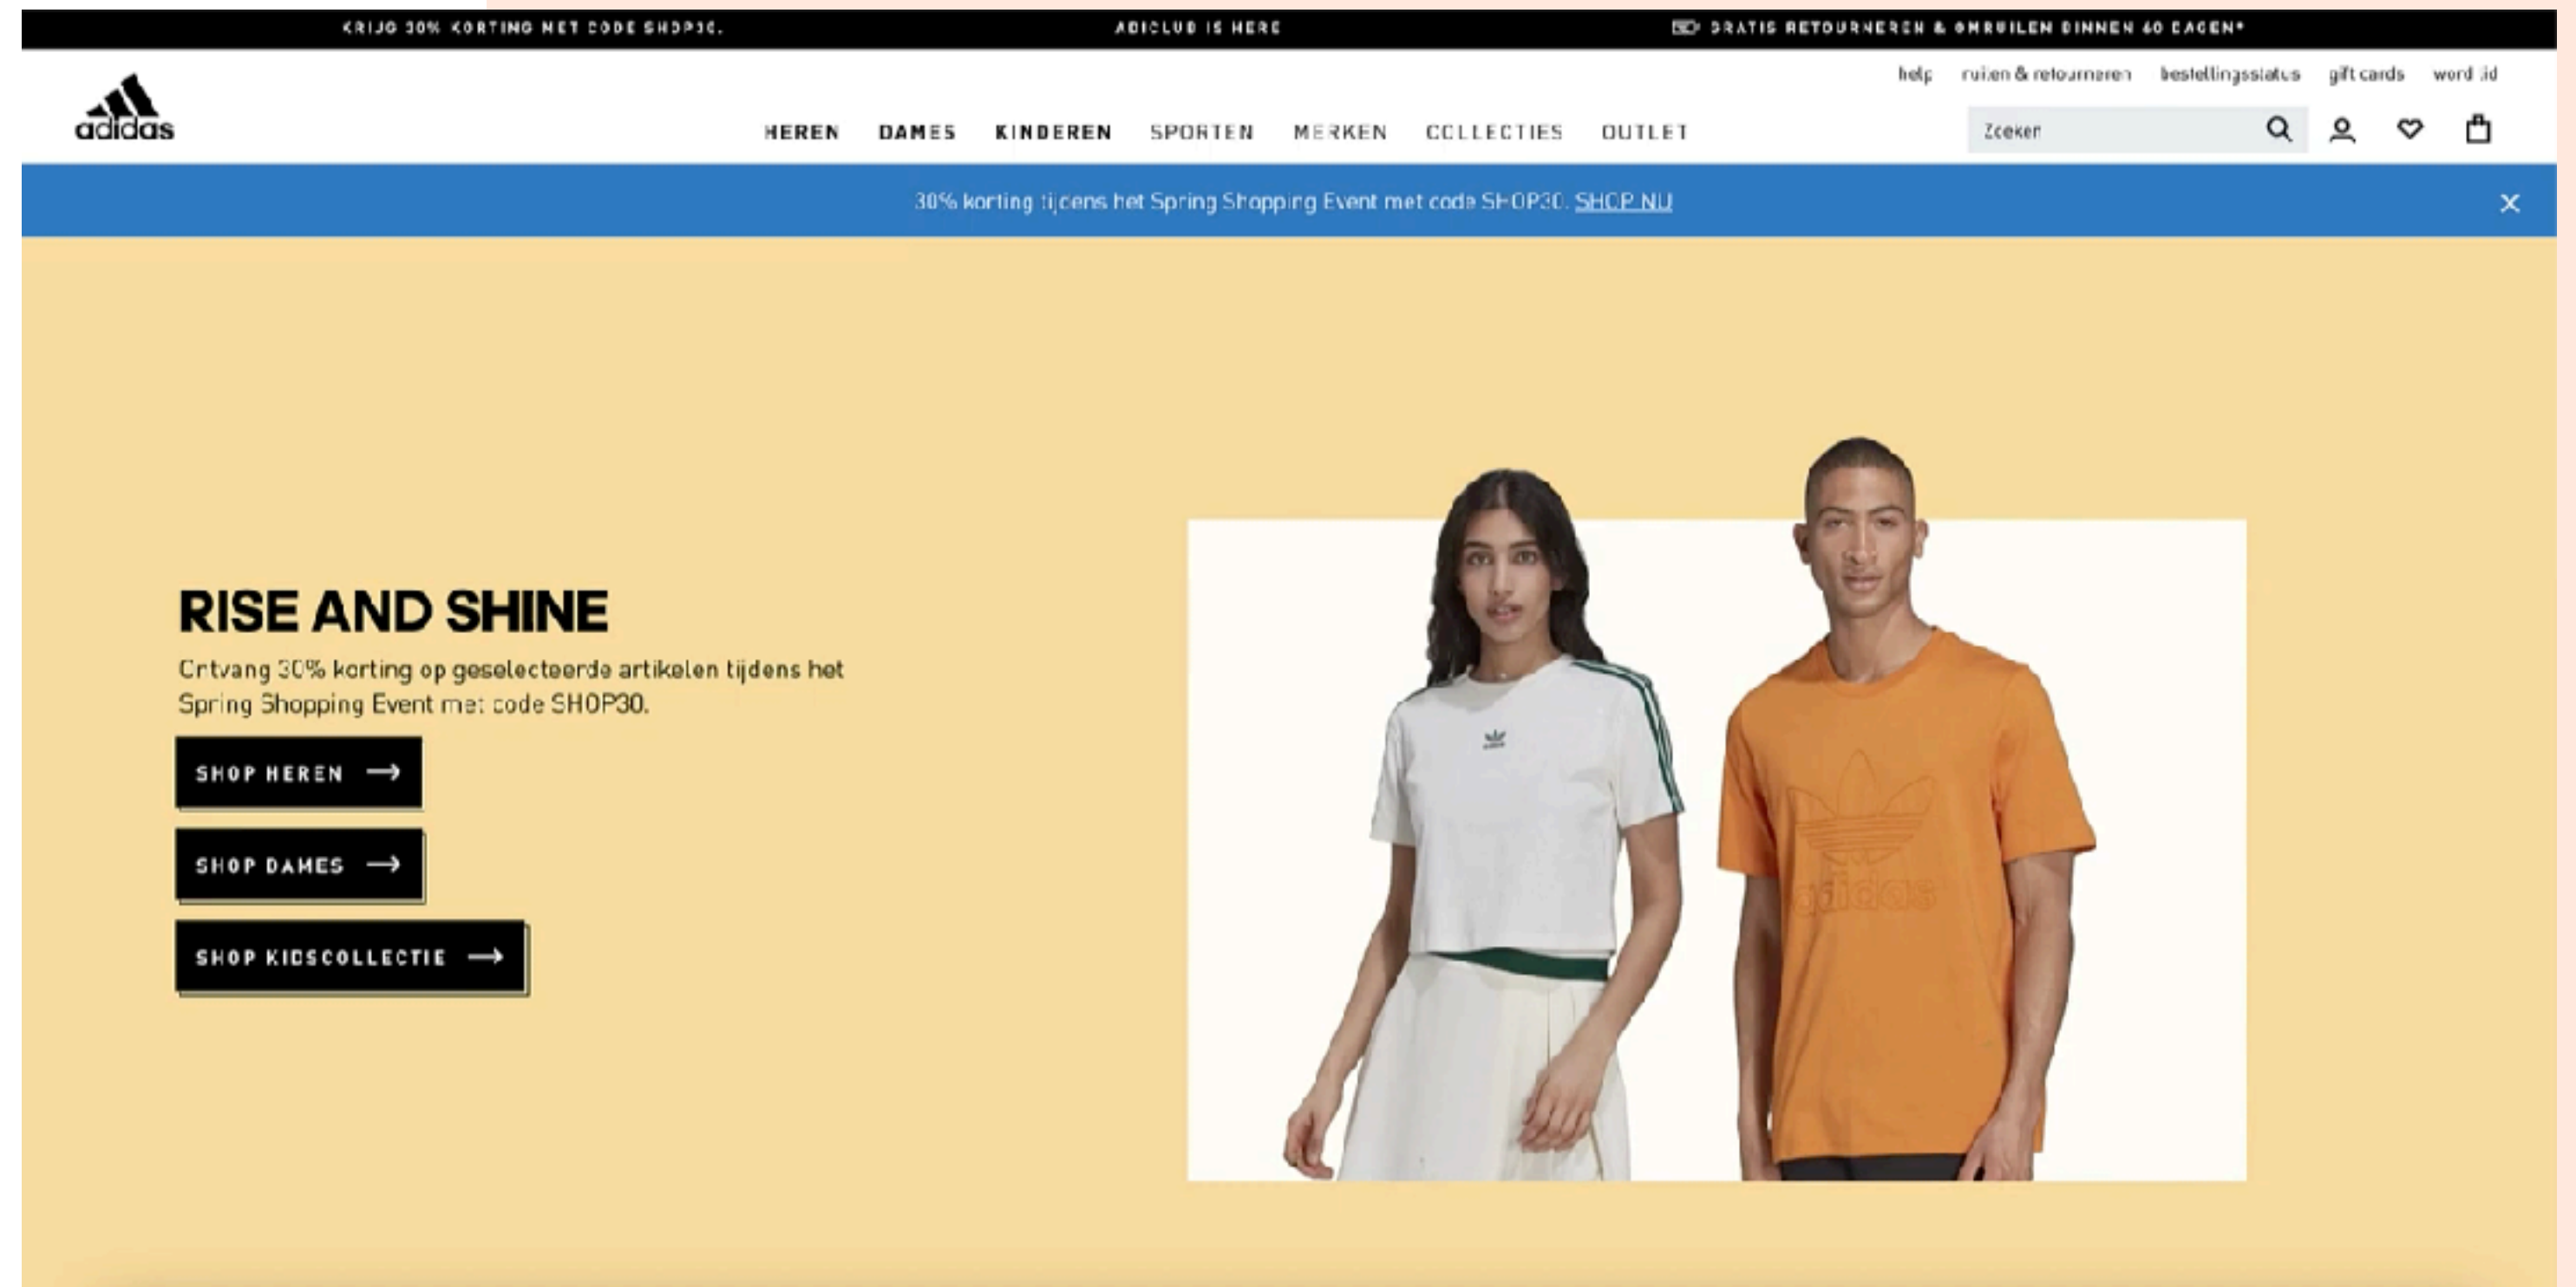 KRIJG 30% KORTING MET CODE SHOP30.
ADICLUB IS HERE
GRATIS RETOURNEREN & OMRUILEN BINNEN 60 DAGEN*
help ruilen & retourneren bestellingsstatus gift cards word lid
adidas
HEREN DAMES KINDEREN SPORTEN MERKEN COLLECTIES OUTLET
Zoeken
30% korting tijdens het Spring Shopping Event met code SHOP30. SHOP NU
RISE AND SHINE
Ontvang 30% korting op geselecteerde artikelen tijdens het
Spring Shopping Event met code SHOP30.
SHOP HEREN
SHOP DAMES
SHOP KIDSCOLLECTIE
adidas